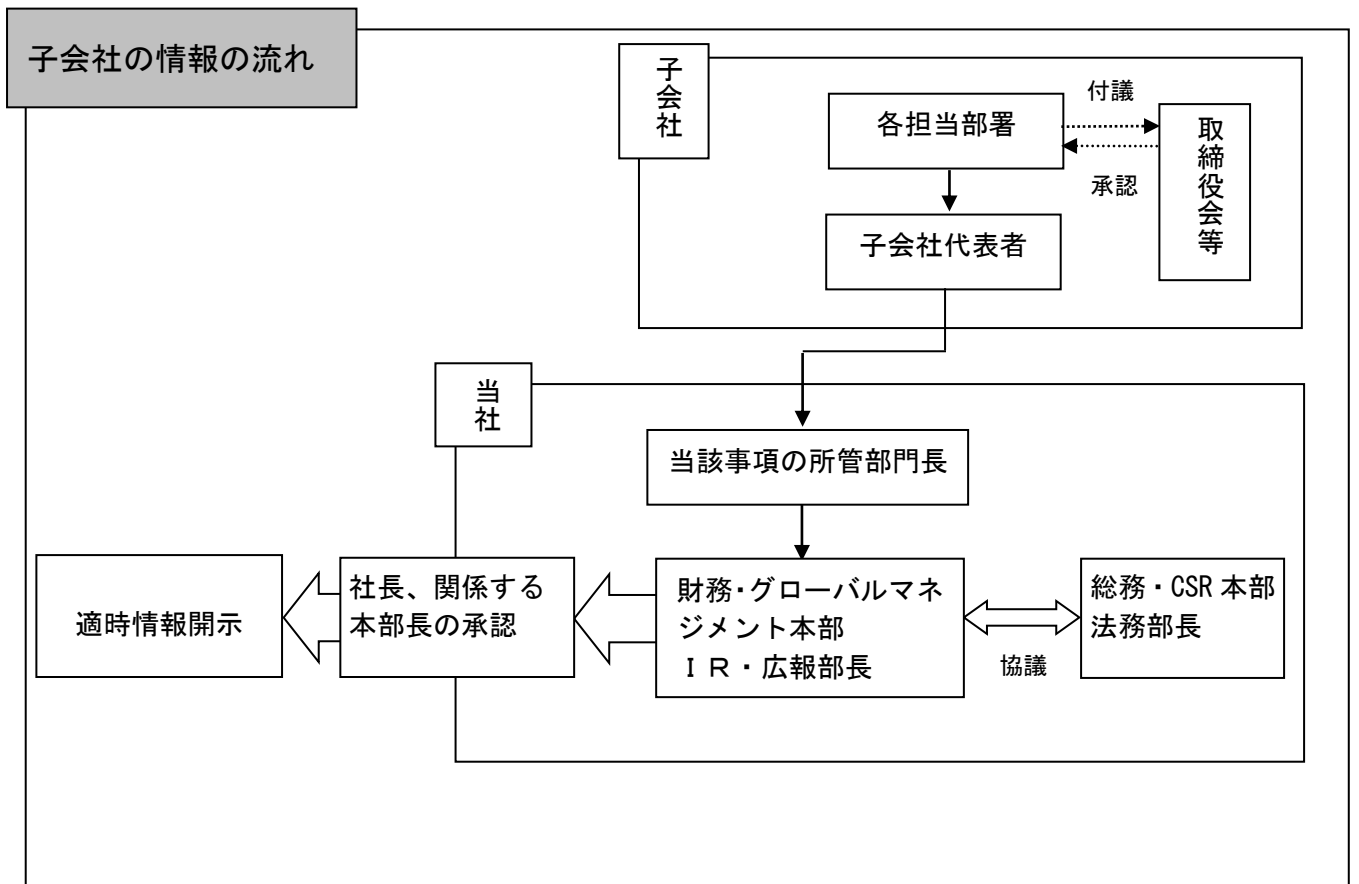 子会社の情報の流れ
子会社
各担当部署
付議
承認
取締役会等
子会社代表者
当社
当該事項の所管部門長
適時情報開示
社長、関係する
本部長の承認
財務・グローバルマネ
ジメント本部
ＩＲ・広報部長
協議
総務・CSR 本部
法務部長